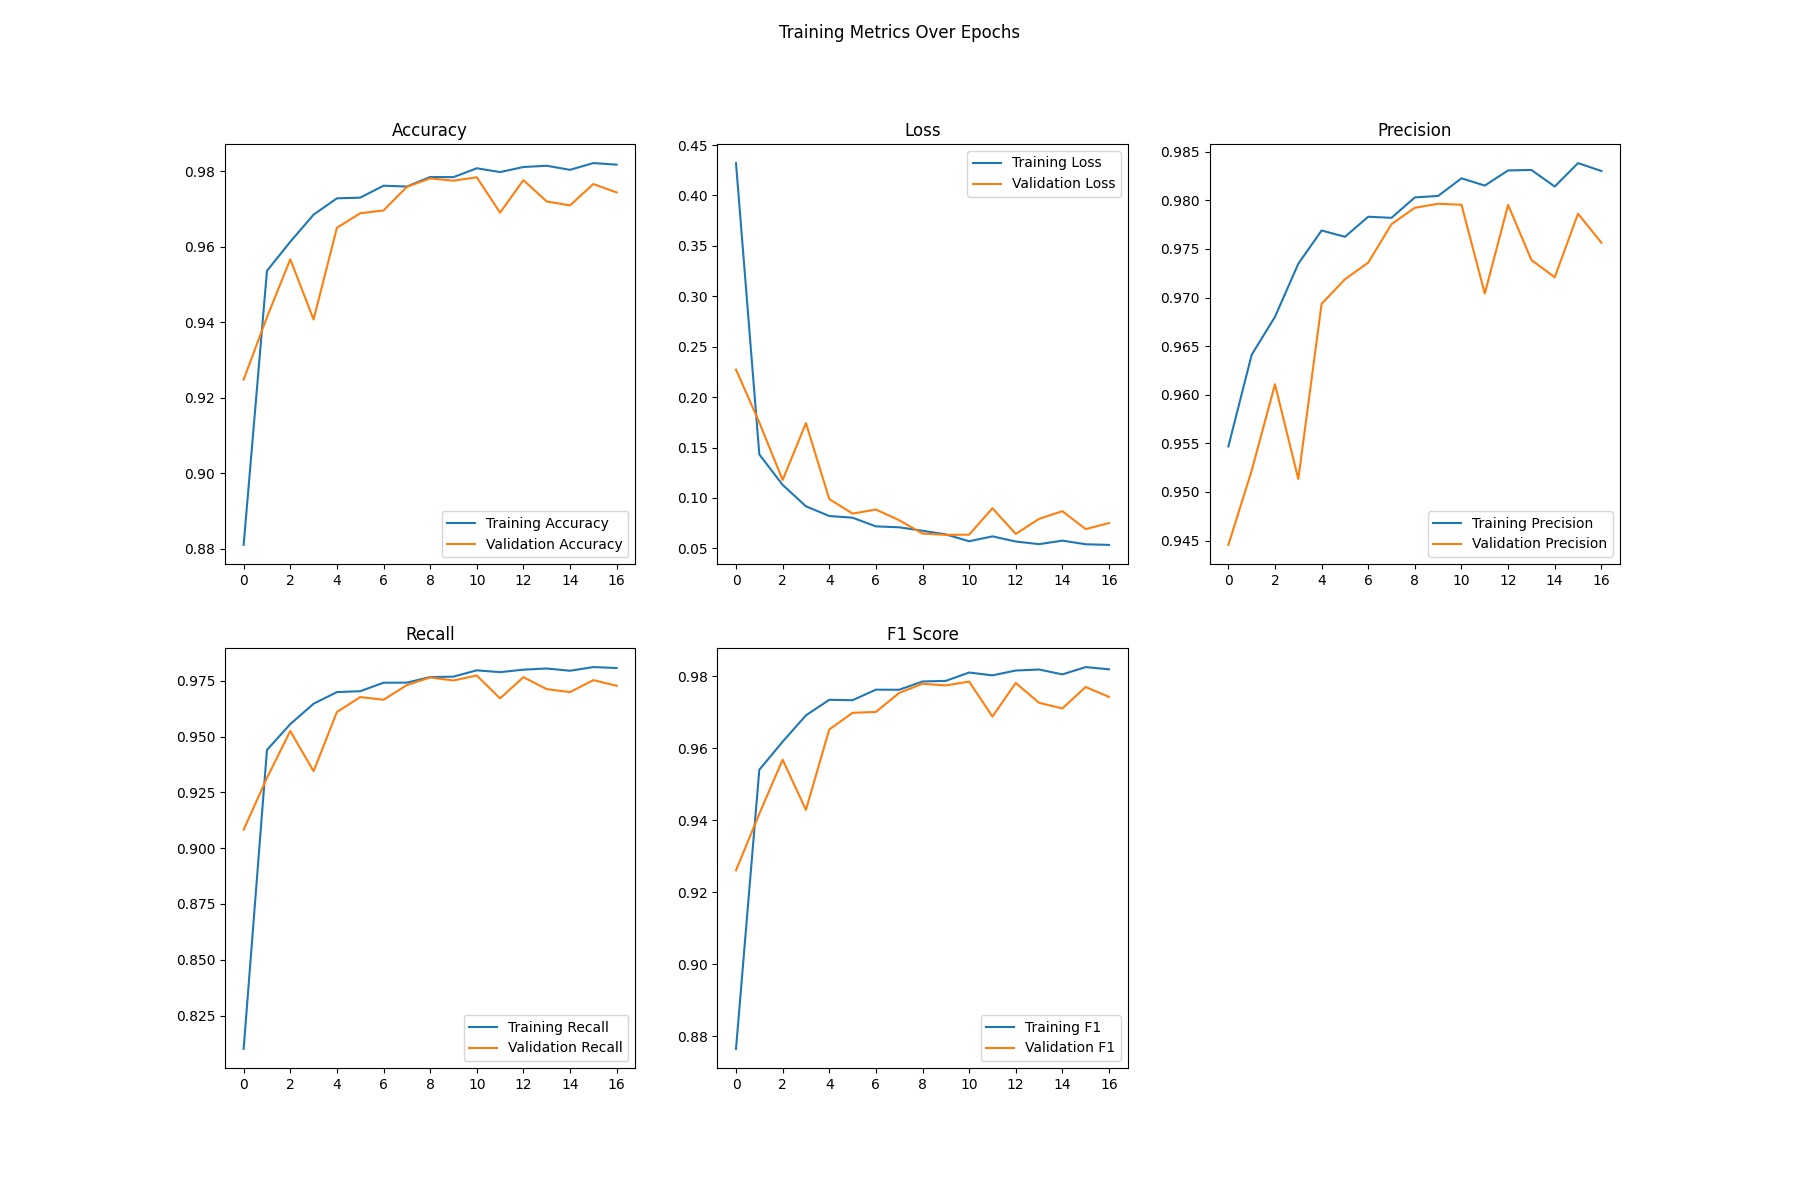 Training Metrics Over Epochs
Accuracy
0.98
0.96
0.94
0.92
0.90
0.88
0 2 4 6 8 10 12 14 16
Training Accuracy
Validation Accuracy
Loss
0.45
0.40
0.35
0.30
0.25
0.20
0.15
0.10
0.05
0 2 4 6 8 10 12 14 16
Training Loss
Validation Loss
Precision
0.985
0.980
0.975
0.970
0.965
0.960
0.955
0.950
0.945
0 2 4 6 8 10 12 14 16
Training Precision
Validation Precision
Recall
0.975
0.950
0.925
0.900
0.875
0.850
0.825
0 2 4 6 8 10 12 14 16
Training Recall
Validation Recall
F1 Score
0.98
0.96
0.94
0.92
0.90
0.88
0 2 4 6 8 10 12 14 16
Training F1
Validation F1